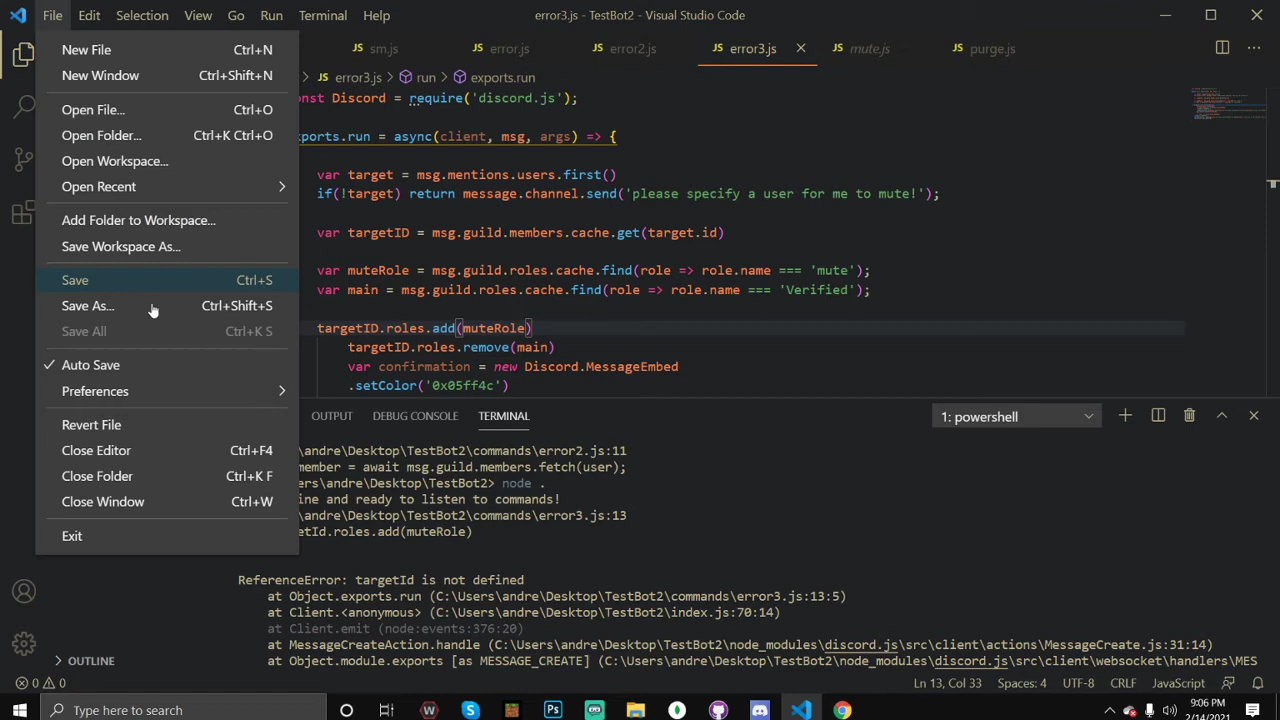 File Edit Selection View Go Run Terminal Help error3.js - TestBot2 - Visual Studio Code
New File Ctrl+N
New Window Ctrl+Shift+N
Open File... Ctrl+O
Open Folder... Ctrl+K Ctrl+O
Open Workspace...
Open Recent
Add Folder to Workspace...
Save Workspace As...
Save Ctrl+S
Save As... Ctrl+Shift+S
Save All Ctrl+K S
Auto Save
Preferences
Revert File
Close Editor Ctrl+F4
Close Folder Ctrl+K F
Close Window Ctrl+W
Exit
JS sm.js JS error.js JS error2.js JS error3.js JS mute.js JS purge.js
JS error3.js > run > exports.run
onst Discord = require('discord.js');
xports.run = async(client, msg, args) => {
var target = msg.mentions.users.first()
if(!target) return message.channel.send('please specify a user for me to mute!');
var targetID = msg.guild.members.cache.get(target.id)
var muteRole = msg.guild.roles.cache.find(role => role.name === 'mute');
var main = msg.guild.roles.cache.find(role => role.name === 'Verified');
targetID.roles.add(muteRole)
targetID.roles.remove(main)
var confirmation = new Discord.MessageEmbed
.setColor('0x05ff4c')
OUTPUT DEBUG CONSOLE TERMINAL 1: powershell
ers\andre\Desktop\TestBot2\commands\error2.js:11
member = await msg.guild.members.fetch(user);
ers\andre\Desktop\TestBot2> node .
ine and ready to listen to commands!
ers\andre\Desktop\TestBot2\commands\error3.js:13
etId.roles.add(muteRole)
ReferenceError: targetId is not defined
at Object.exports.run (C:\Users\andre\Desktop\TestBot2\commands\error3.js:13:5)
at Client.<anonymous> (C:\Users\andre\Desktop\TestBot2\index.js:70:14)
at Client.emit (node:events:376:20)
at MessageCreateAction.handle (C:\Users\andre\Desktop\TestBot2\node_modules\discord.js\src\client\actions\MessageCreate.js:31:14)
at Object.module.exports [as MESSAGE_CREATE] (C:\Users\andre\Desktop\TestBot2\node_modules\discord.js\src\client\websocket\handlers\MES
OUTLINE
0 0 Ln 13, Col 33 Spaces: 4 UTF-8 CRLF JavaScript
Type here to search 9:06 PM
2/14/2021